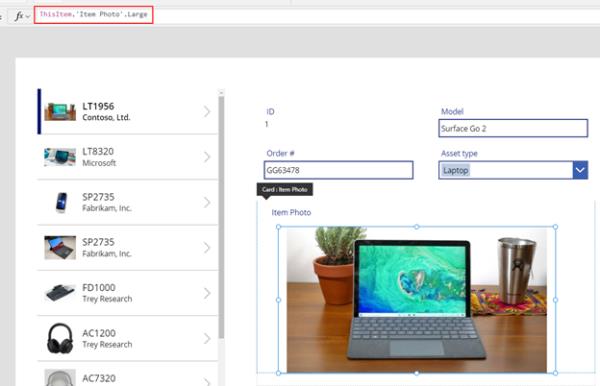 fx
ThisItem.'Item Photo'.Large
LT1956
Contoso, Ltd.
LT8320
Microsoft
SP2735
Fabrikam, Inc.
SP2735
Fabrikam, Inc.
FD1000
Trey Research
AC1200
Trey Research
AC7320
ID
1
Model
Surface Go 2
Order #
GG63478
Asset type
Laptop
Card : Item Photo
Item Photo